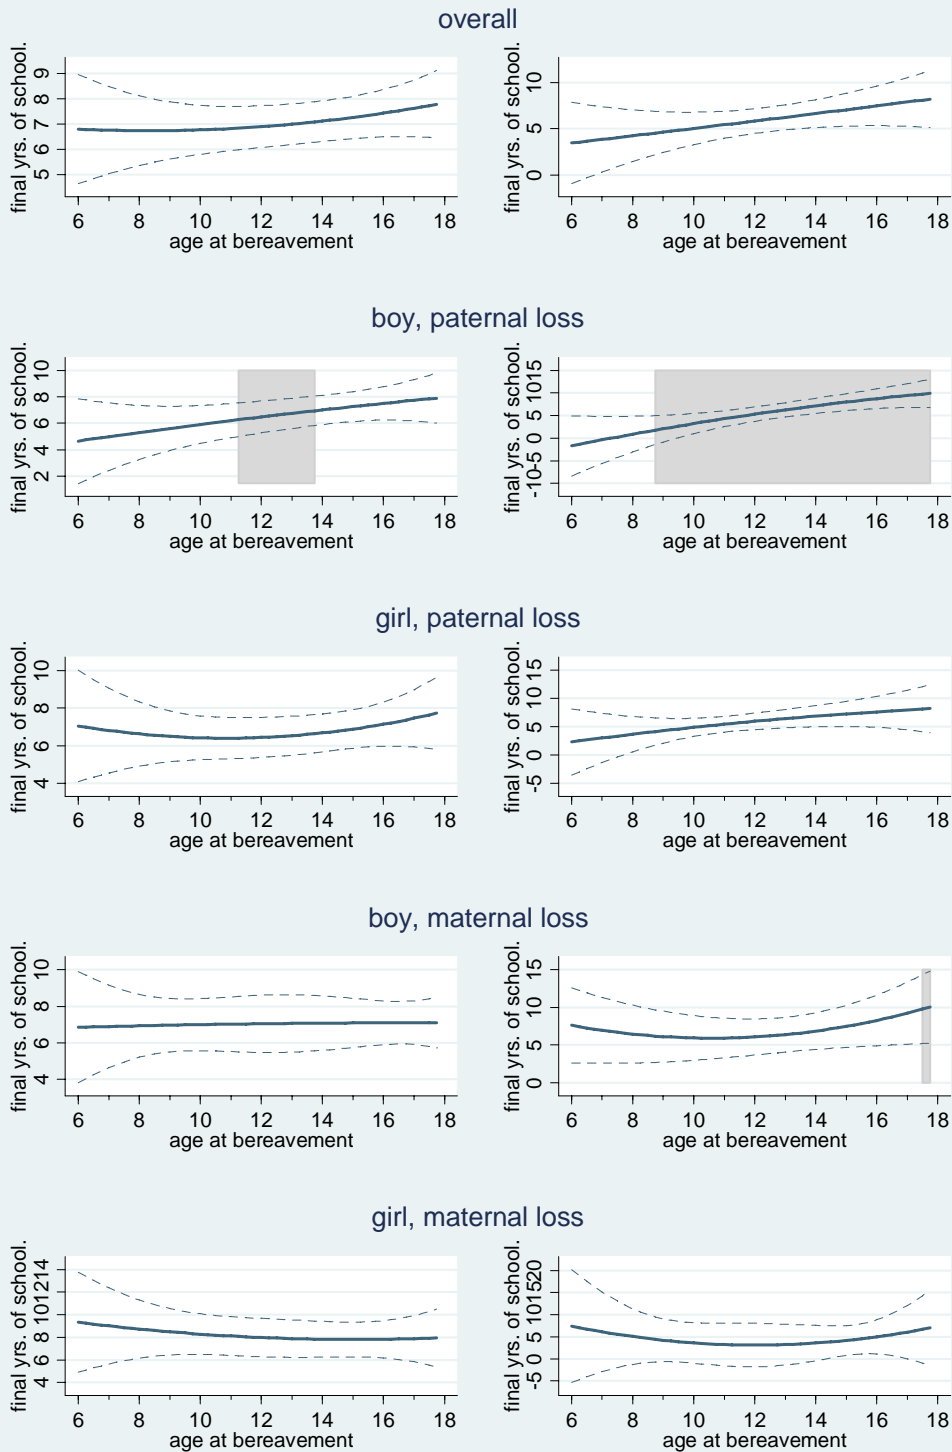 overall
final yrs. of school.
9
8
7
6
5
6 8 10 12 14 16 18
age at bereavement
final yrs. of school.
10
5
0
6 8 10 12 14 16 18
age at bereavement
boy, paternal loss
final yrs. of school.
10
8
6
4
2
6 8 10 12 14 16 18
age at bereavement
final yrs. of school.
15
10
5
0
-5
-10
6 8 10 12 14 16 18
age at bereavement
girl, paternal loss
final yrs. of school.
10
8
6
4
6 8 10 12 14 16 18
age at bereavement
final yrs. of school.
15
10
5
0
-5
6 8 10 12 14 16 18
age at bereavement
boy, maternal loss
final yrs. of school.
10
8
6
4
6 8 10 12 14 16 18
age at bereavement
final yrs. of school.
15
10
5
0
6 8 10 12 14 16 18
age at bereavement
girl, maternal loss
final yrs. of school.
14
12
10
8
6
4
6 8 10 12 14 16 18
age at bereavement
final yrs. of school.
20
15
10
5
0
-5
6 8 10 12 14 16 18
age at bereavement